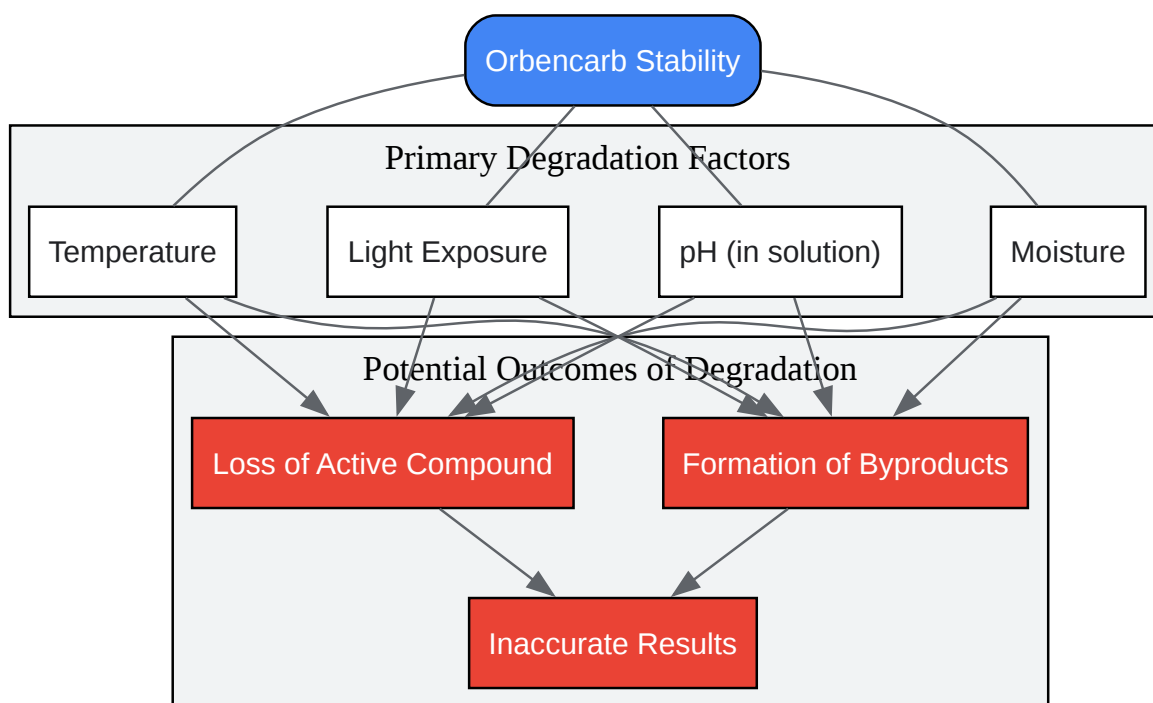 Orbencarb Stability
Primary Degradation Factors
Temperature
Light Exposure
pH (in solution)
Moisture
Potential Outcomes of Degradation
Loss of Active Compound
Formation of Byproducts
Inaccurate Results